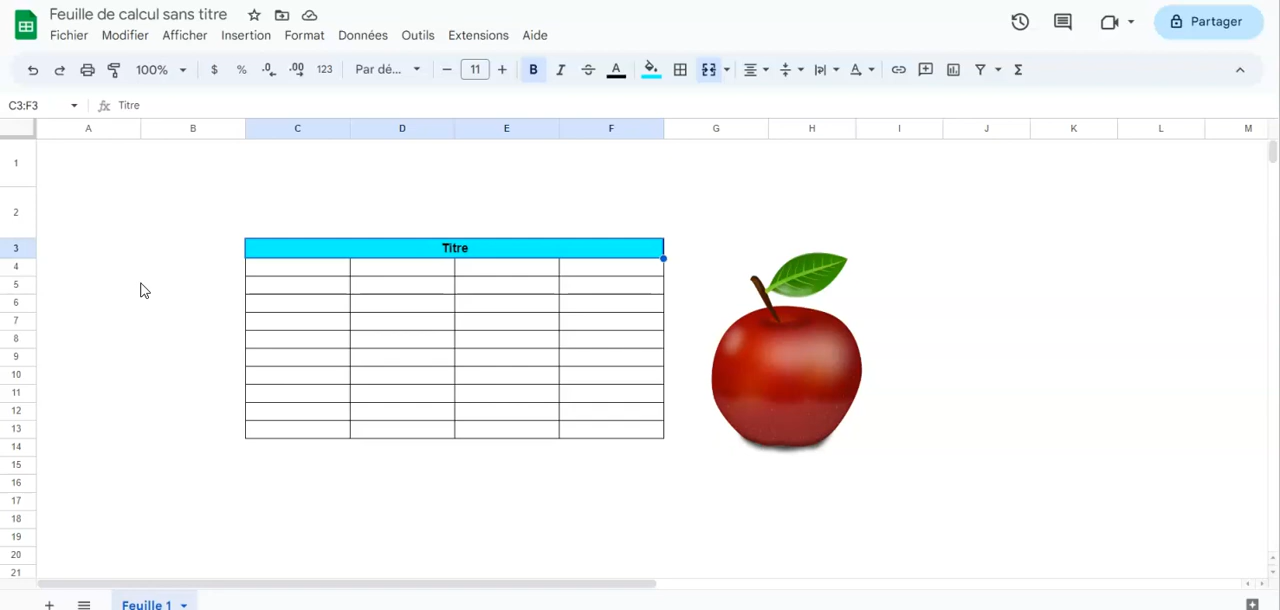 Feuille de calcul sans titre
Fichier Modifier Afficher Insertion Format Données Outils Extensions Aide
Partager
100% $ % .0 .00 123 Par dé... - 11 + B I S A Σ
C3:F3 fx Titre
A B C D E F G H I J K L M
1
2
3 Titre
4
5
6
7
8
9
10
11
12
13
14
15
16
17
18
19
20
21
+ Feuille 1